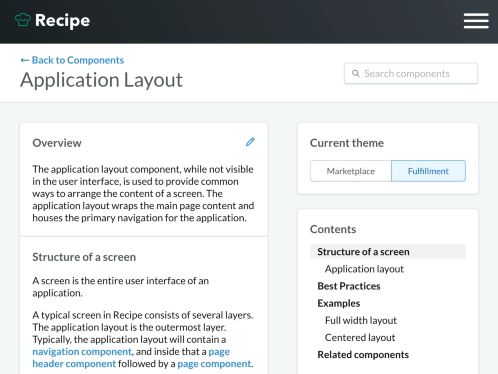 Recipe
← Back to Components
Application Layout
Search components
Overview
The application layout component, while not visible
in the user interface, is used to provide common
ways to arrange the content of a screen. The
application layout wraps the main page content and
houses the primary navigation for the application.
Structure of a screen
A screen is the entire user interface of an
application.
A typical screen in Recipe consists of several layers.
The application layout is the outermost layer.
Typically, the application layout will contain a
navigation component, and inside that a page
header component followed by a page component.
Current theme
Marketplace
Fulfillment
Contents
Structure of a screen
Application layout
Best Practices
Examples
Full width layout
Centered layout
Related components